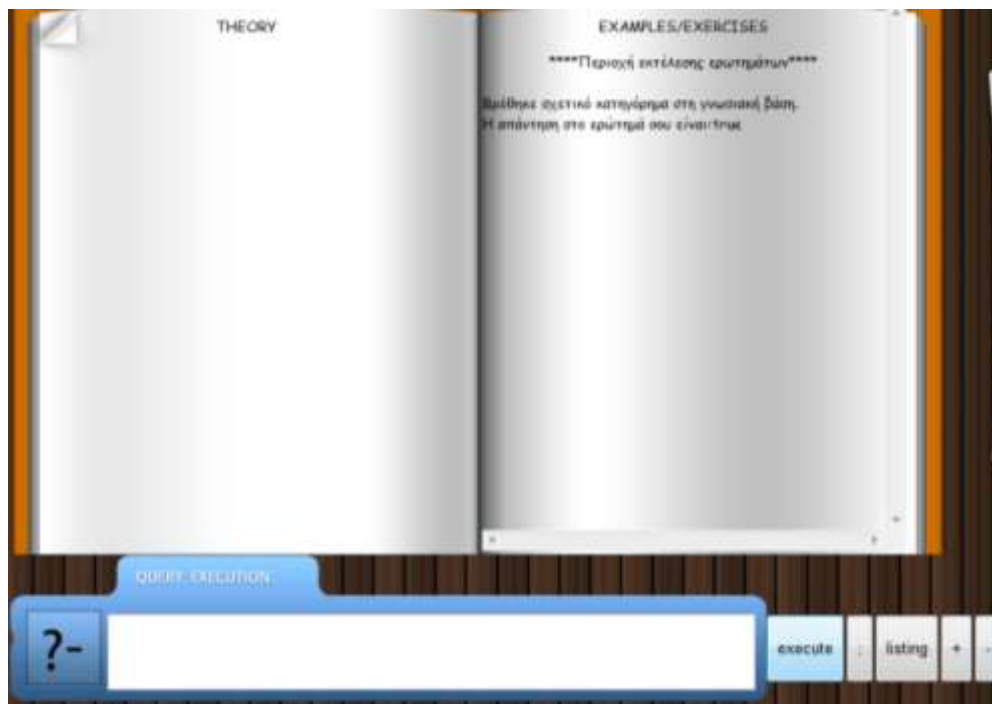 THEORY
EXAMPLES/EXERCISES
****Περιοχή εκτέλεσης ερωτημάτων****
Βρέθηκε σχετικό κατηγόρημα στη γνωσιακή βάση.
Η απάντηση στο ερώτημά σου είναι:true
QUERY EXECUTION
?-
execute
;
listing
+
-